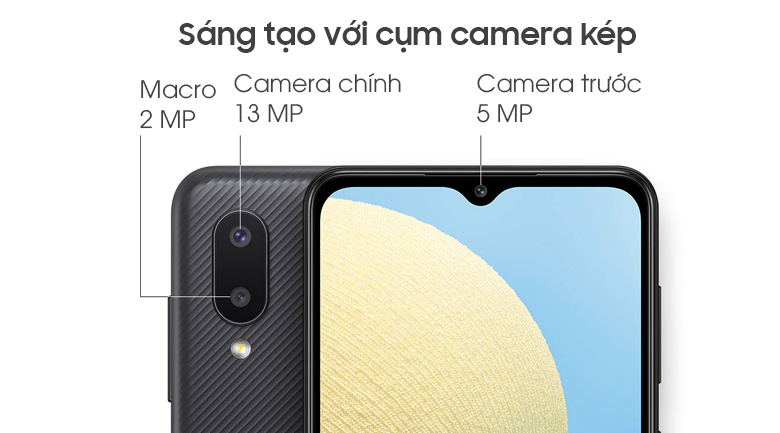 Sáng tạo với cụm camera kép
Macro
2 MP
Camera chính
13 MP
Camera trước
5 MP